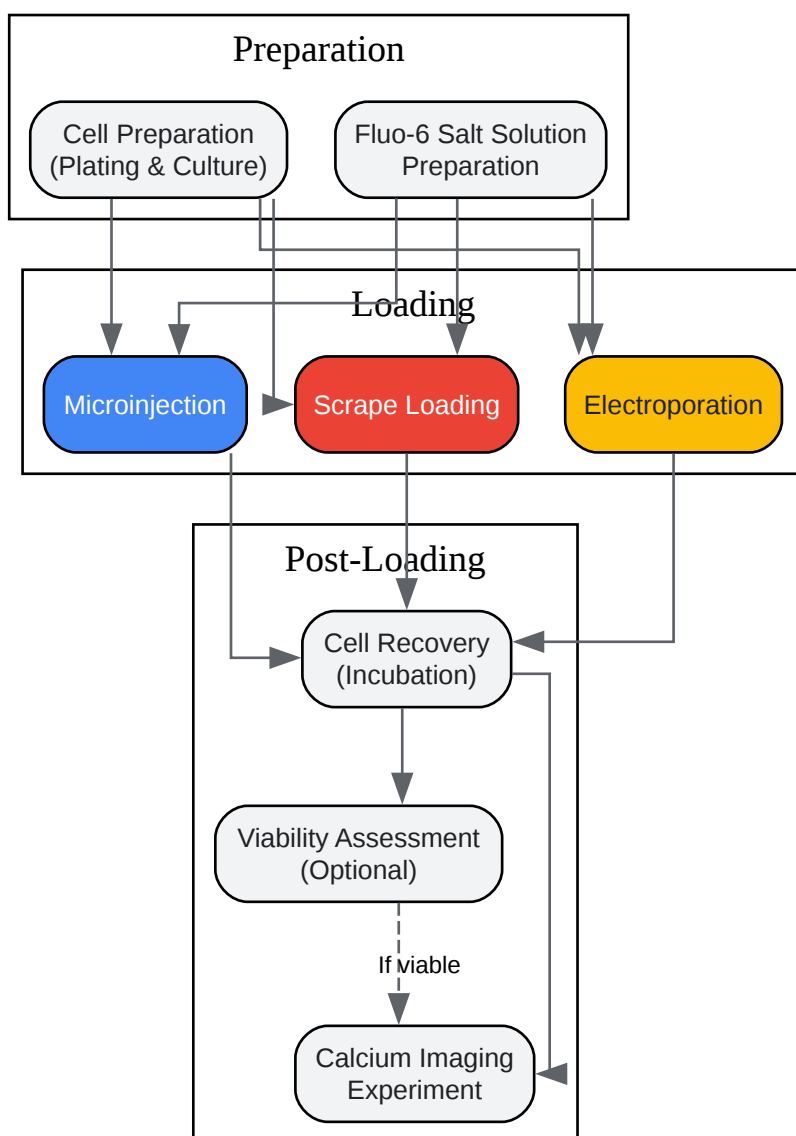 Preparation
Cell Preparation
(Plating & Culture)
Fluo-6 Salt Solution
Preparation
Loading
Microinjection
Scrape Loading
Electroporation
Post-Loading
Cell Recovery
(Incubation)
Viability Assessment
(Optional)
If viable
Calcium Imaging
Experiment